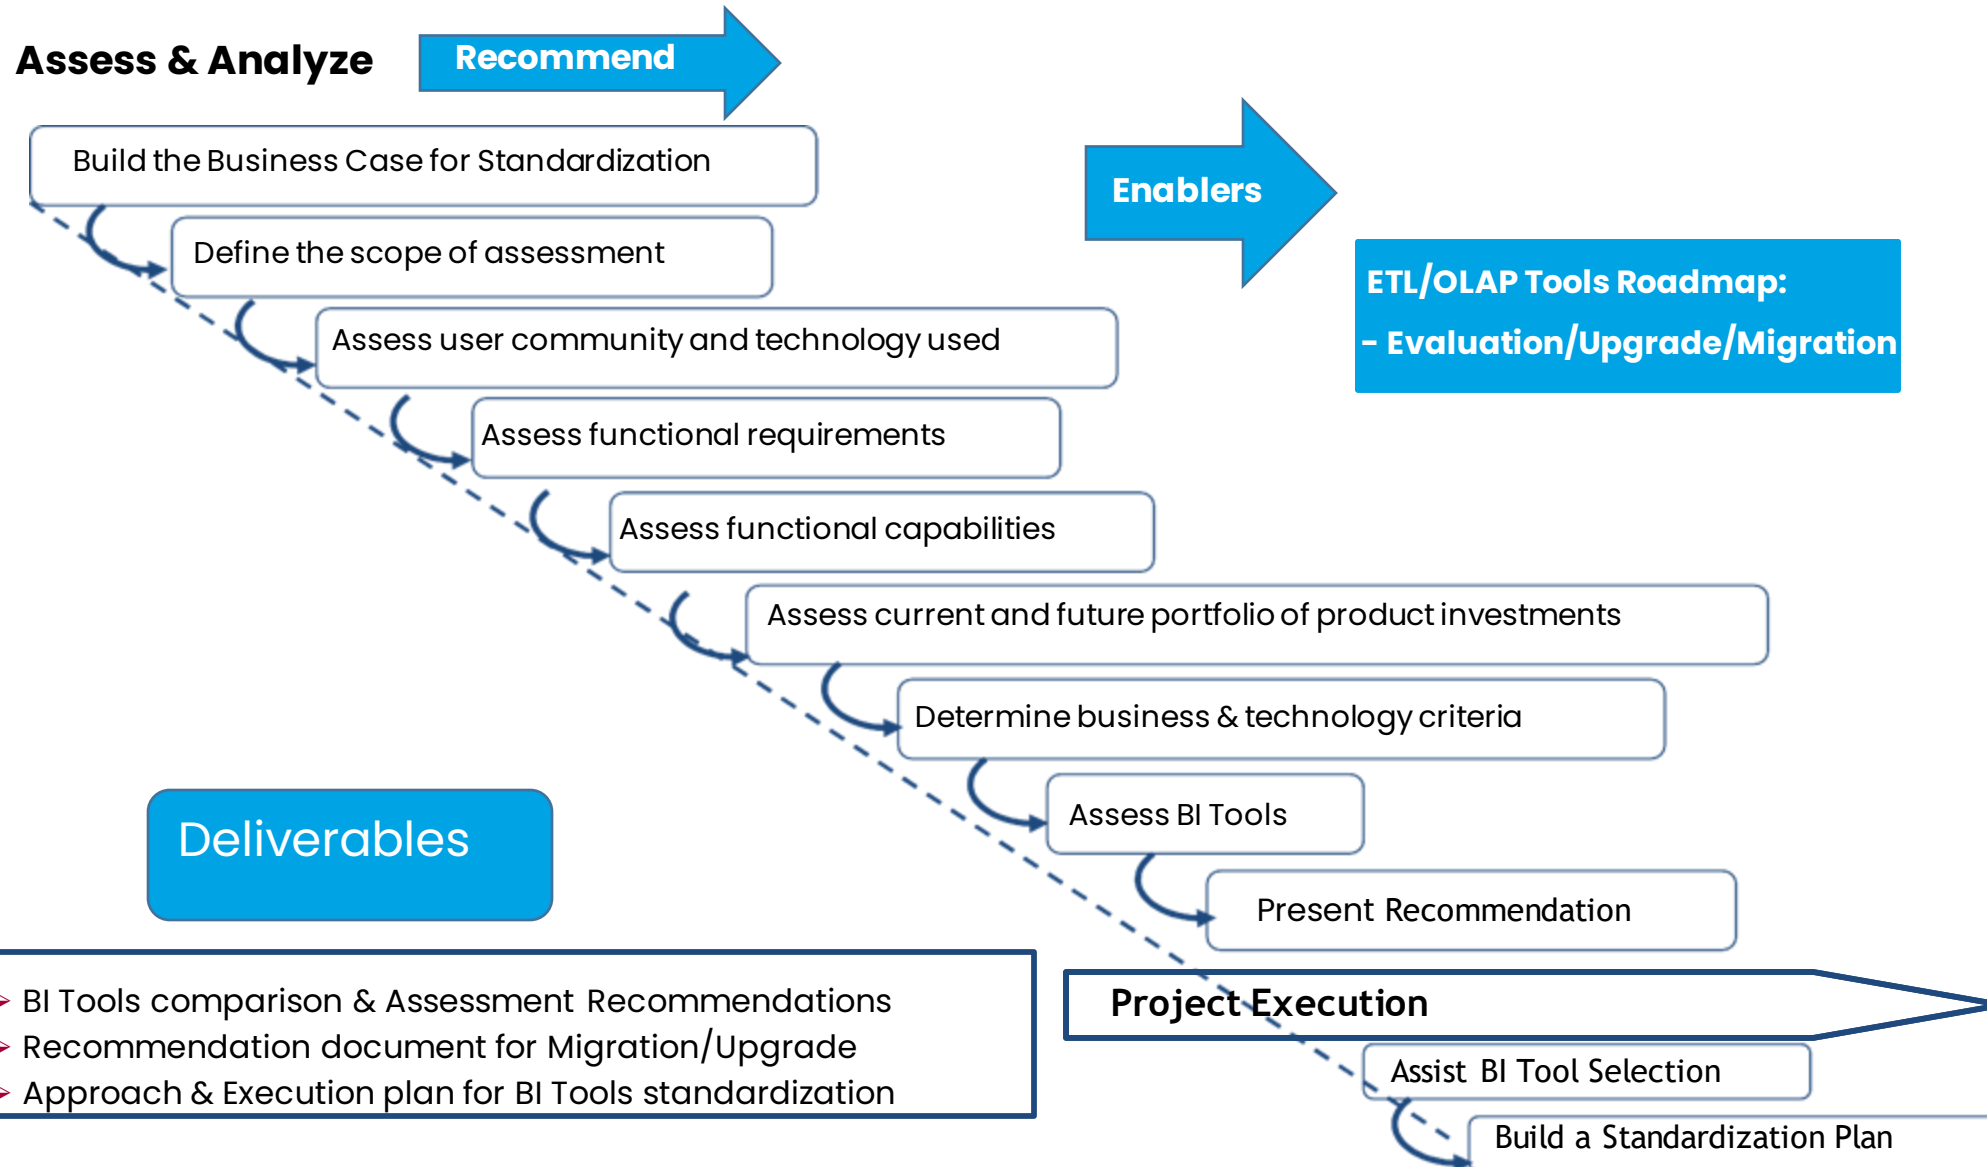 Assess & Analyze
Recommend
Build the Business Case for Standardization
Enablers
Define the scope of assessment
ETL/OLAP Tools Roadmap:
- Evaluation/Upgrade/Migration
Assess user community and technology used
Assess functional requirements
Assess functional capabilities
Assess current and future portfolio of product investments
Determine business & technology criteria
Assess BI Tools
Present Recommendation
Deliverables
BI Tools comparison & Assessment Recommendations
Recommendation document for Migration/Upgrade
Approach & Execution plan for BI Tools standardization
Project Execution
Assist BI Tool Selection
Build a Standardization Plan